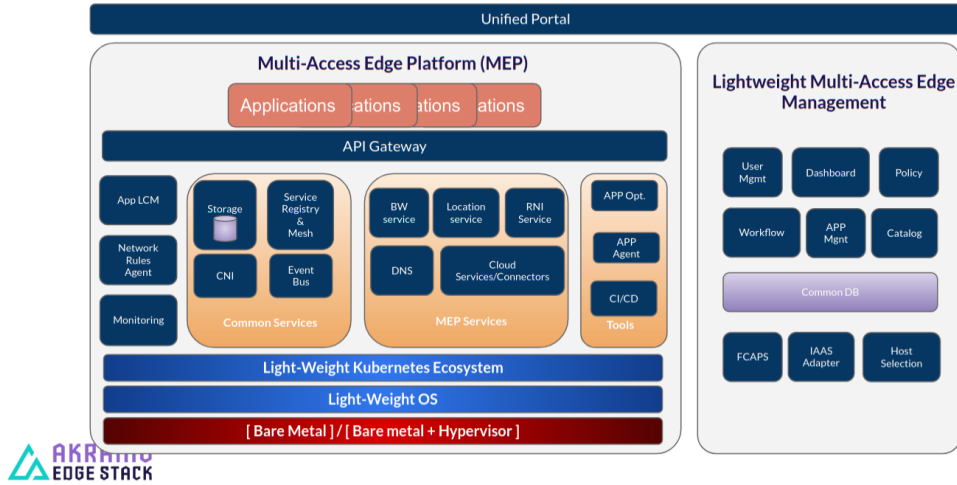 Unified Portal
Multi-Access Edge Platform (MEP)
Applications
ations
ations
ations
API Gateway
App LCM
Network
Rules
Agent
Monitoring
Storage
Service
Registry
&
Mesh
CNI
Event
Bus
Common Services
BW
service
Location
service
RNI
Service
DNS
Cloud
Services/Connectors
MEP Services
APP Opt.
APP
Agent
CI/CD
Tools
Light-Weight Kubernetes Ecosystem
Light-Weight OS
[ Bare Metal ] / [ Bare metal + Hypervisor ]
Lightweight Multi-Access Edge
Management
User
Mgmt
Dashboard
Policy
Workflow
APP
Mgnt
Catalog
Common DB
FCAPS
IAAS
Adapter
Host
Selection
EDGE STACK